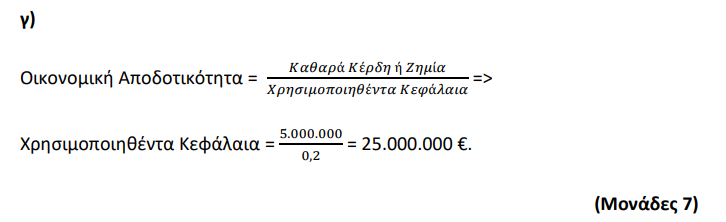 γ)
Οικονομική Αποδοτικότητα = Καθαρά Κέρδη ή Ζημία / Χρησιμοποιηθέντα Κεφάλαια =>
Χρησιμοποιηθέντα Κεφάλαια = 5.000.000 / 0,2 = 25.000.000 €.
(Μονάδες 7)